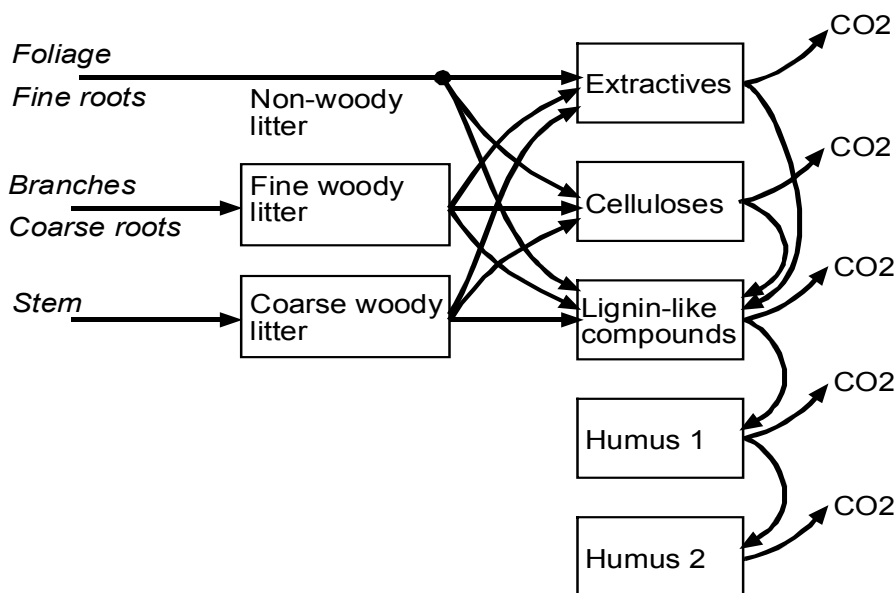 Foliage
Fine roots
Non-woody
litter
Extractives
CO2
Branches
Coarse roots
Fine woody
litter
Celluloses
CO2
Stem
Coarse woody
litter
Lignin-like
compounds
CO2
Humus 1
CO2
Humus 2
CO2